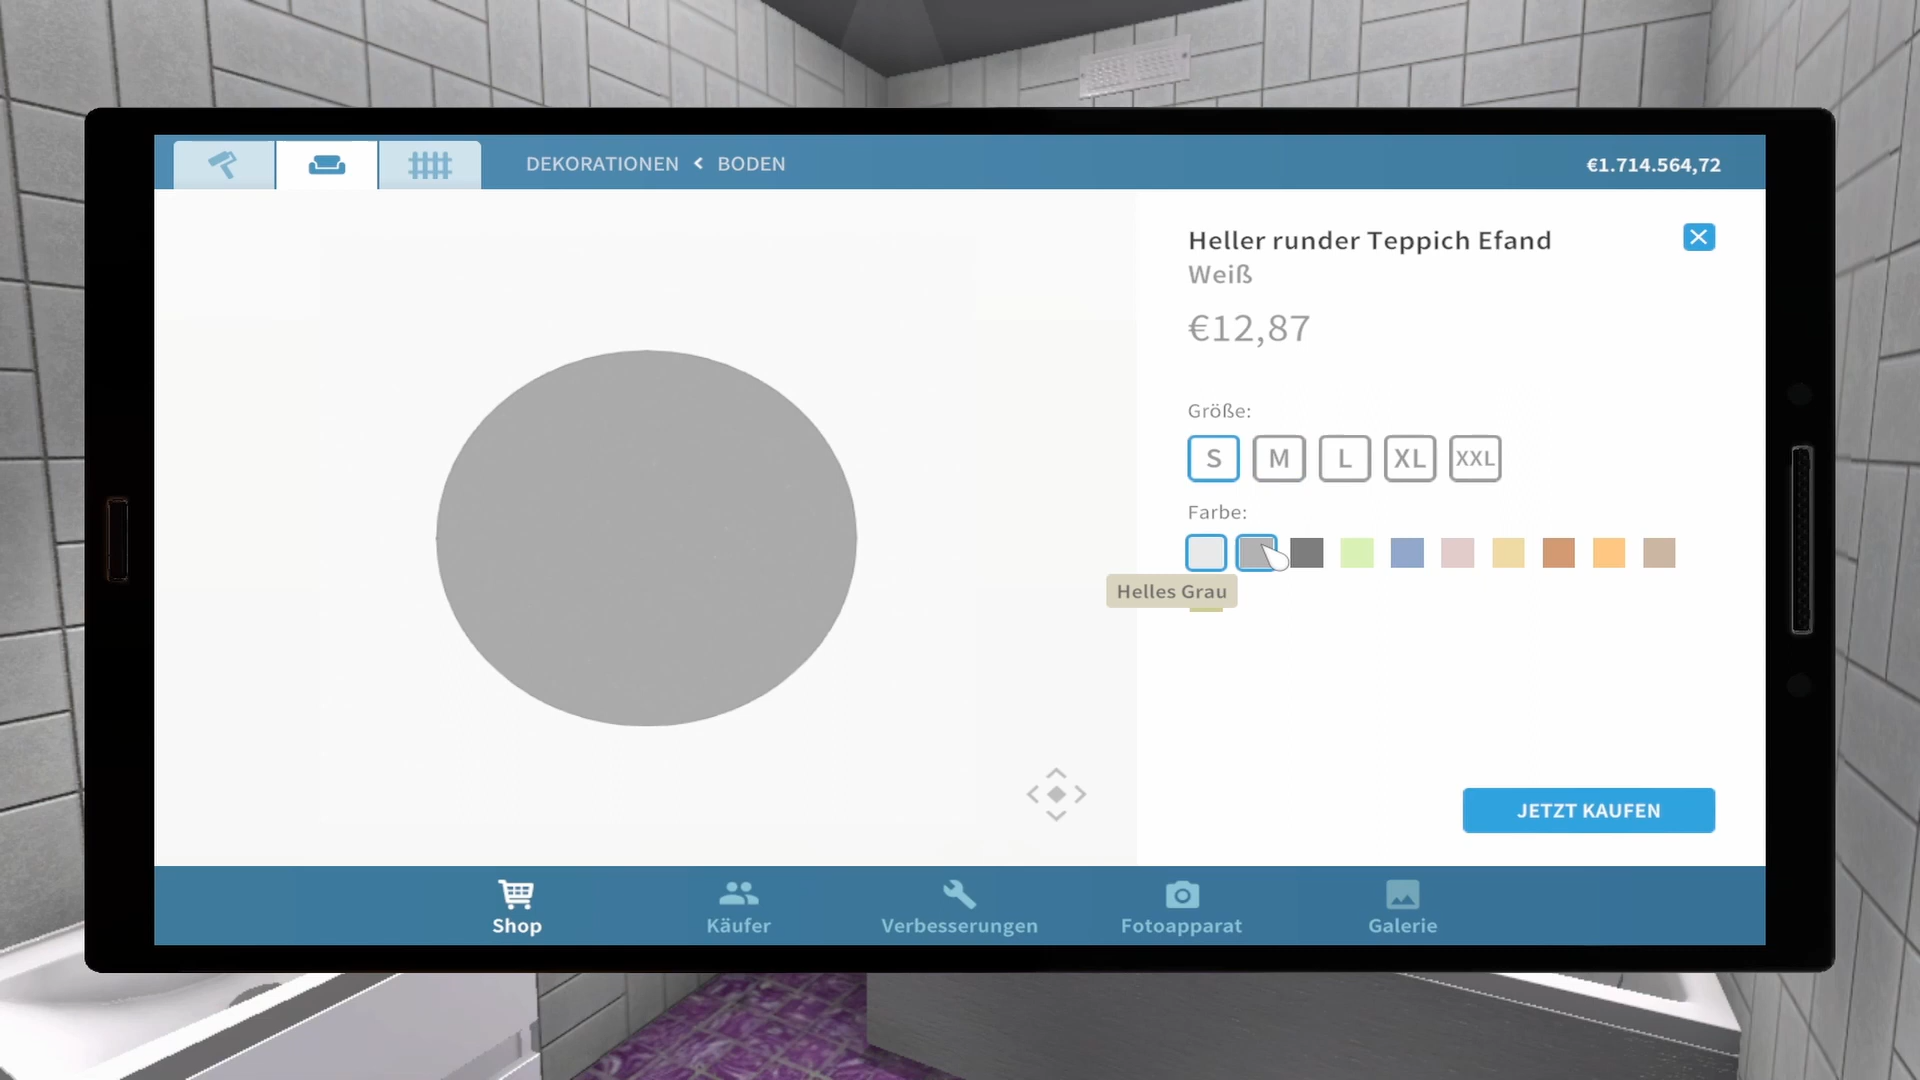 DEKORATIONEN < BODEN
€1.714.564,72
Heller runder Teppich Efand
Weiß
€12,87
Größe:
S M L XL XXL
Farbe:
Helles Grau
JETZT KAUFEN
Shop Käufer Verbesserungen Fotoapparat Galerie